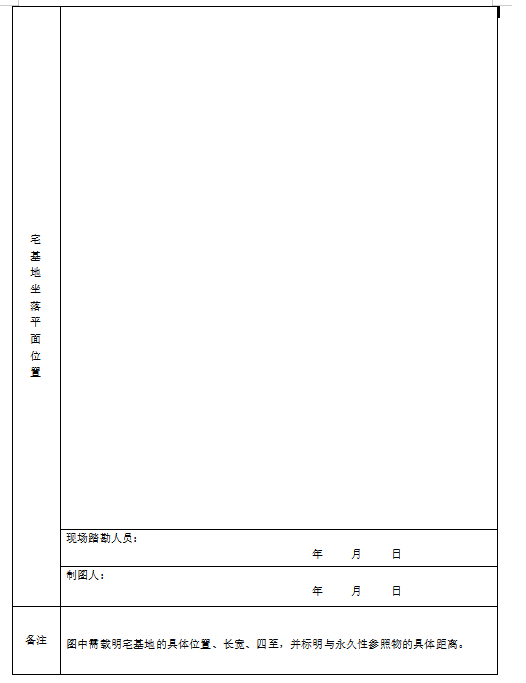 宅
基
地
坐
落
平
面
位
置
现场踏勘人员:
年 月 日
制图人:
年 月 日
备注
图中需载明宅基地的具体位置、长宽、四至，并标明与永久性参照物的具体距离。